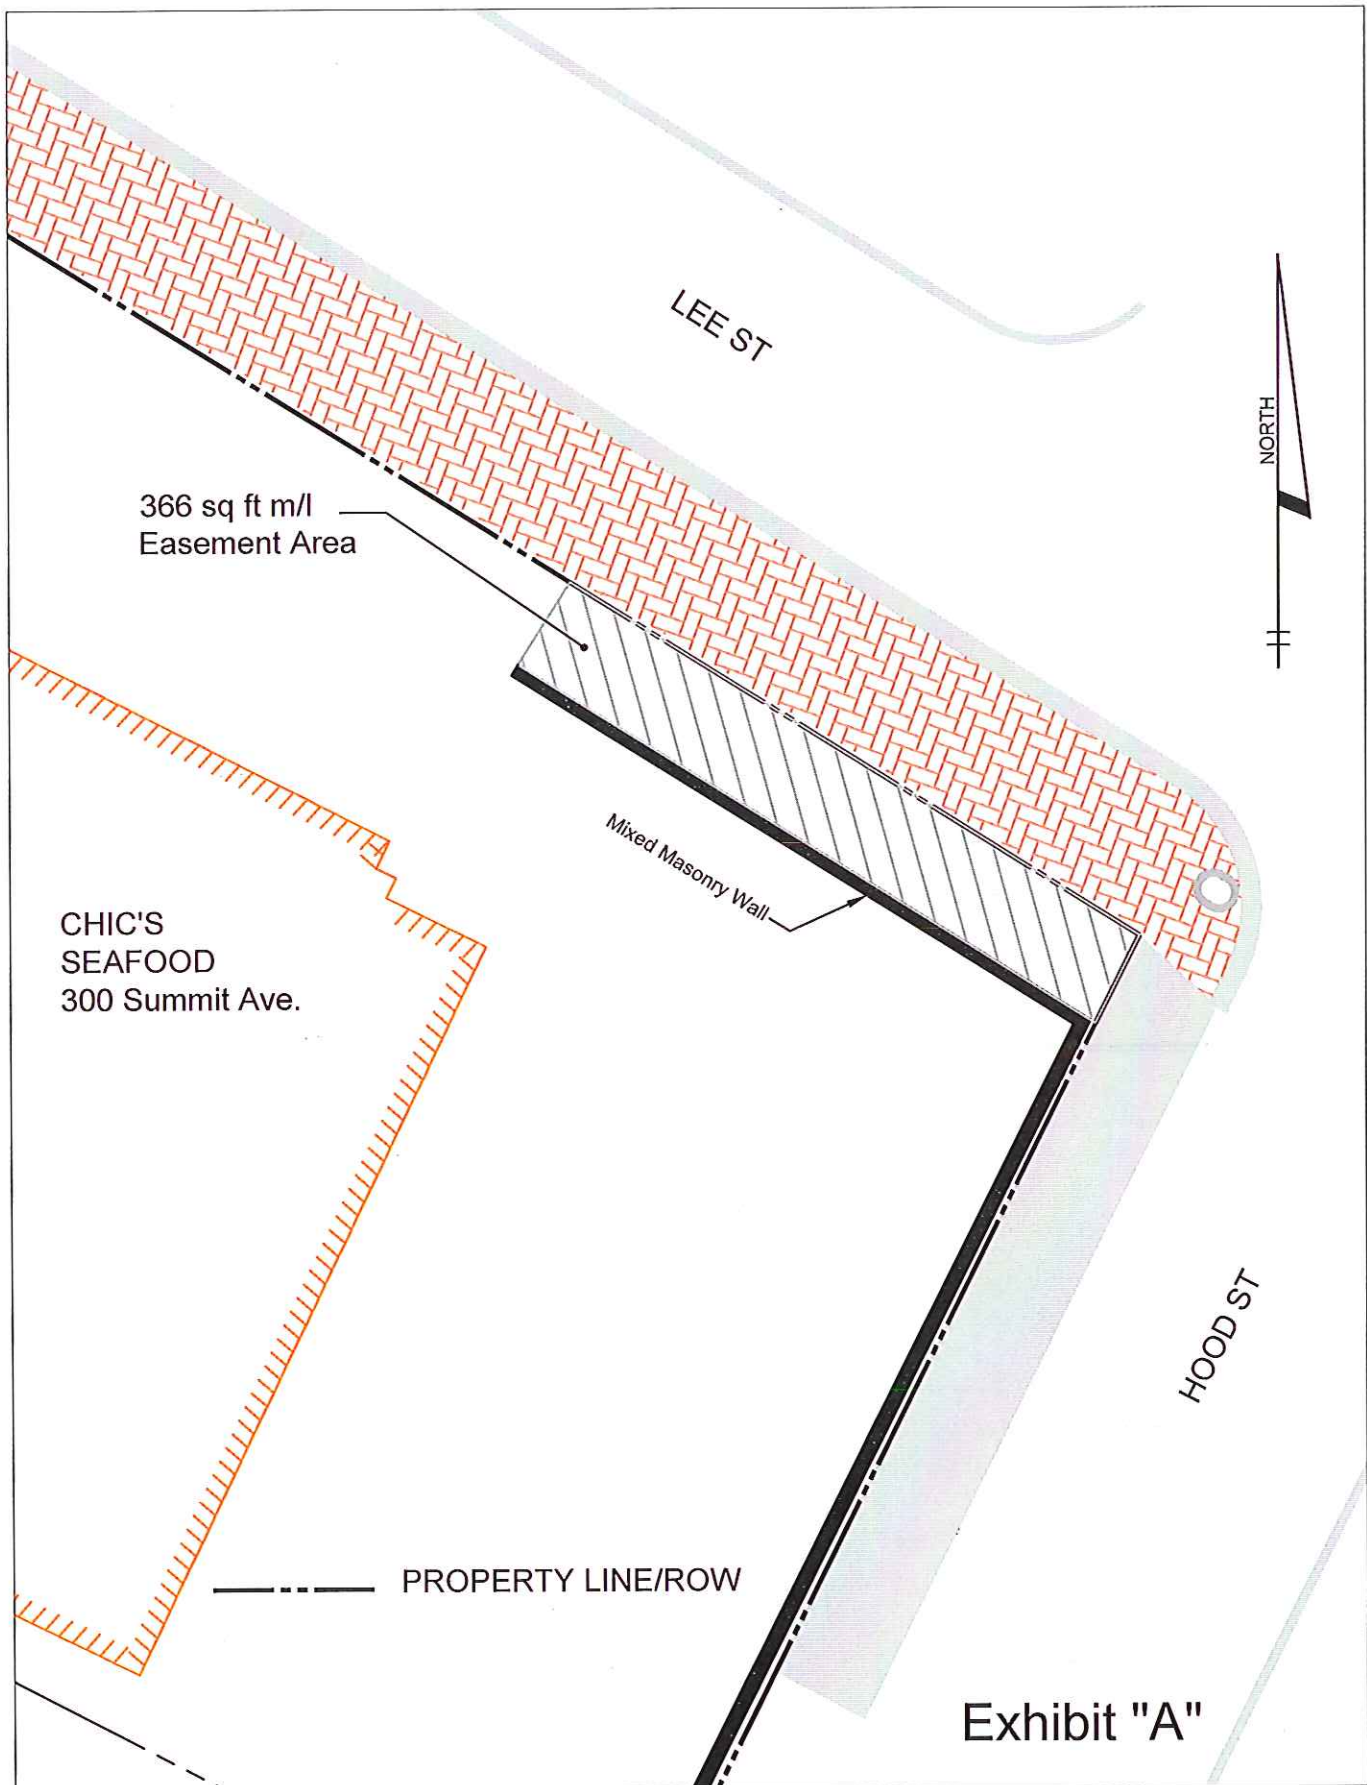 LEE ST
NORTH
366 sq ft m/l
Easement Area
Mixed Masonry Wall
CHIC'S
SEAFOOD
300 Summit Ave.
HOOD ST
PROPERTY LINE/ROW
Exhibit "A"